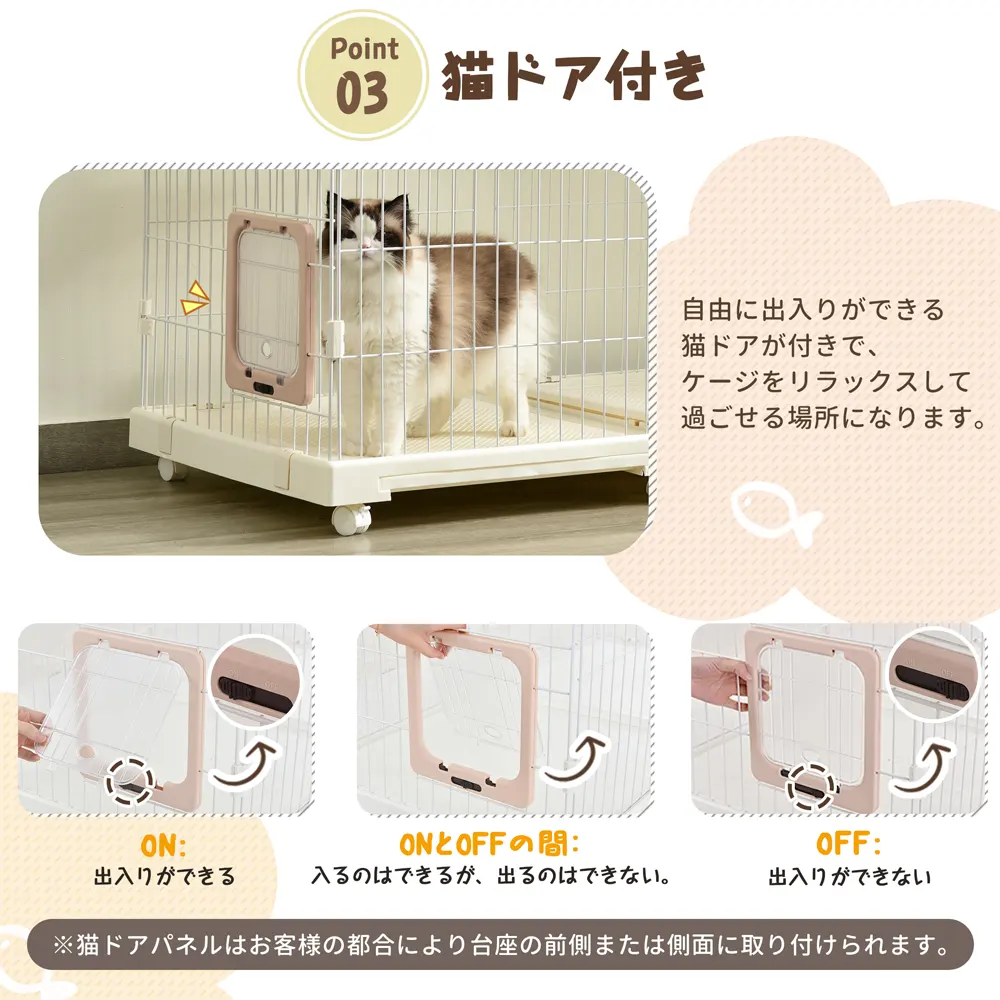 Point
03
猫ドア付き
自由に出入りができる
猫ドアが付きで、
ケージをリラックスして
過ごせる場所になります。
ON:
出入りができる
ONとOFFの間:
入るのはできるが、出るのはできない。
OFF:
出入りができない
※猫ドアパネルはお客様の都合により台座の前側または側面に取り付けられます。